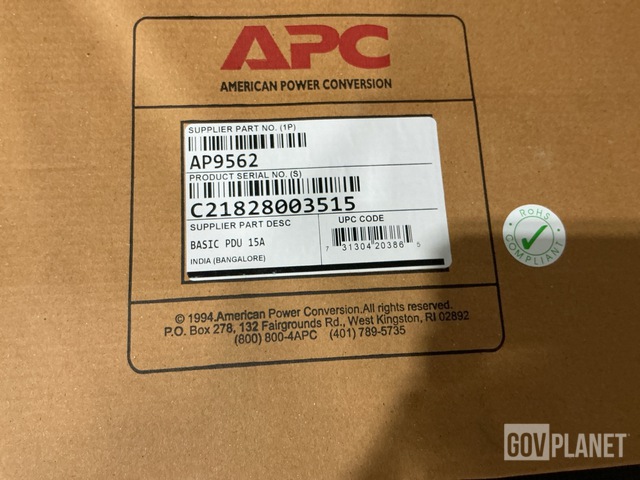 APC
AMERICAN POWER CONVERSION
SUPPLIER PART NO. (1P)
AP9562
PRODUCT SERIAL NO. (S)
C21828003515
SUPPLIER PART DESC
UPC CODE
BASIC PDU 15A
INDIA (BANGALORE)
7 31304 20386 5
RoHS
COMPLIANT
© 1994.American Power Conversion.All rights reserved.
P.O. Box 278, 132 Fairgrounds Rd., West Kingston, RI 02892
(800) 800-4APC (401) 789-5735
GOVPLANET